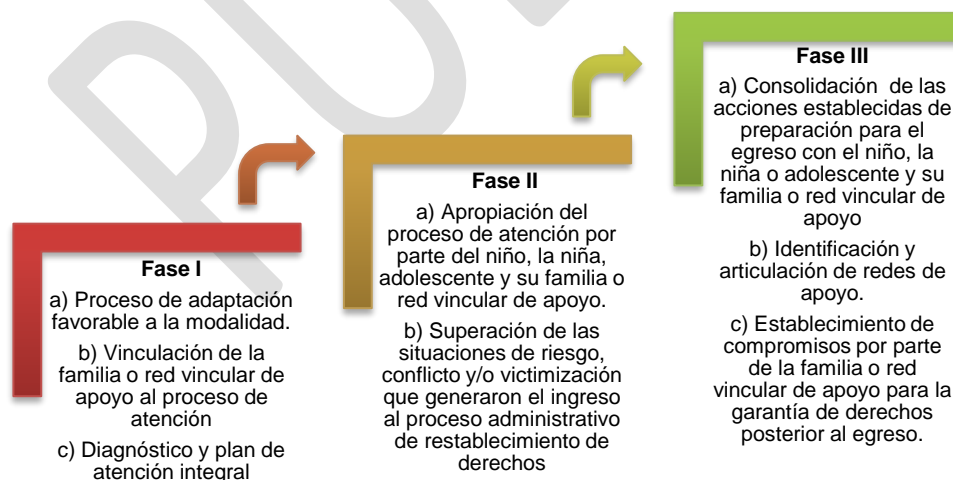 Fase I
a) Proceso de adaptación
favorable a la modalidad.
b) Vinculación de la
familia o red vincular de
apoyo al proceso de
atención
c) Diagnóstico y plan de
atención integral
Fase II
a) Apropiación del
proceso de atención por
parte del niño, la niña,
adolescente y su familia o
red vincular de apoyo.
b) Superación de las
situaciones de riesgo,
conflicto y/o victimización
que generaron el ingreso
al proceso administrativo
de restablecimiento de
derechos
Fase III
a) Consolidación de las
acciones establecidas de
preparación para el
egreso con el niño, la
niña o adolescente y su
familia o red vincular de
apoyo
b) Identificación y
articulación de redes de
apoyo.
c) Establecimiento de
compromisos por parte
de la familia o red
vincular de apoyo para la
garantía de derechos
posterior al egreso.